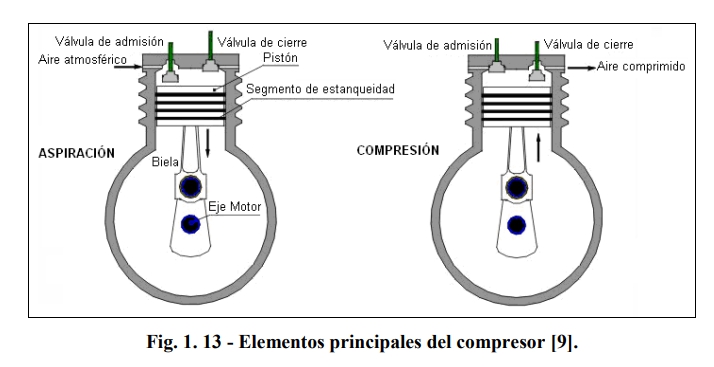 Válvula de admisión
Válvula de cierre
Aire atmosférico
Pistón
Segmento de estanqueidad
ASPIRACIÓN
Biela
Eje Motor
Válvula de admisión
Válvula de cierre
Aire comprimido
COMPRESIÓN
Fig. 1. 13 - Elementos principales del compresor [9].